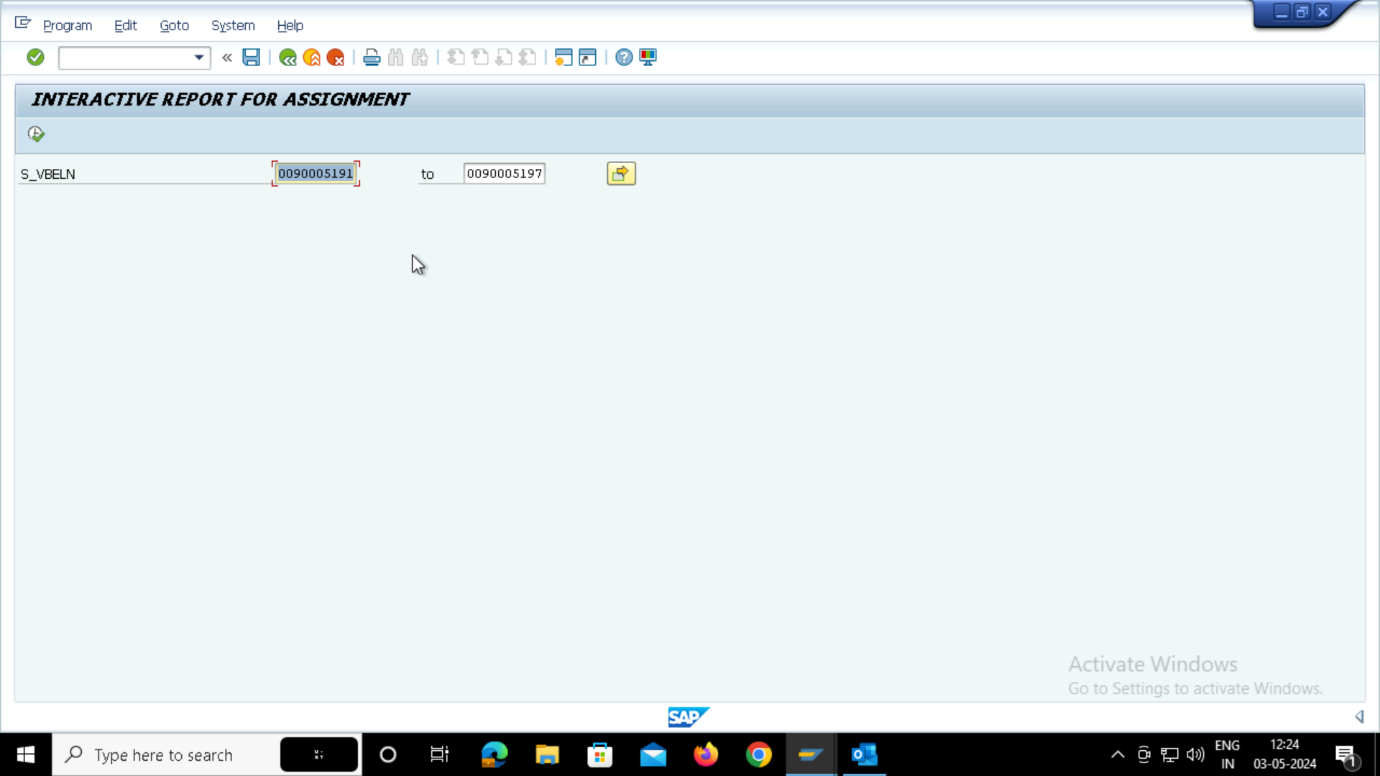 Program Edit Goto System Help
INTERACTIVE REPORT FOR ASSIGNMENT
S_VBELN 0090005191 to 0090005197
Activate Windows
Go to Settings to activate Windows.
SAP
Type here to search
ENG 12:24
IN 03-05-2024 1